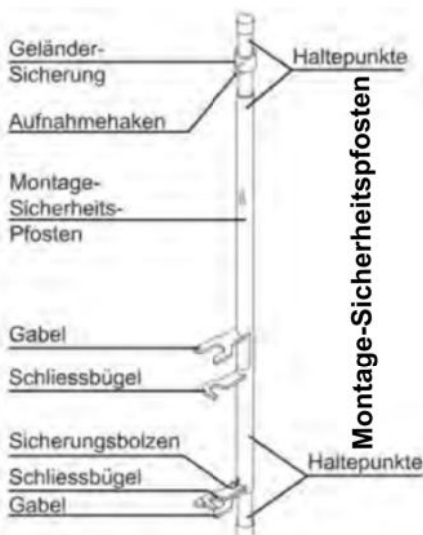 Geländer-
Sicherung
Haltepunkte
Aufnahmehaken
Montage-
Sicherheits-
Pfosten
Montage-Sicherheitspfosten
Gabel
Schliessbügel
Sicherungsbolzen
Schliessbügel
Gabel
Haltepunkte